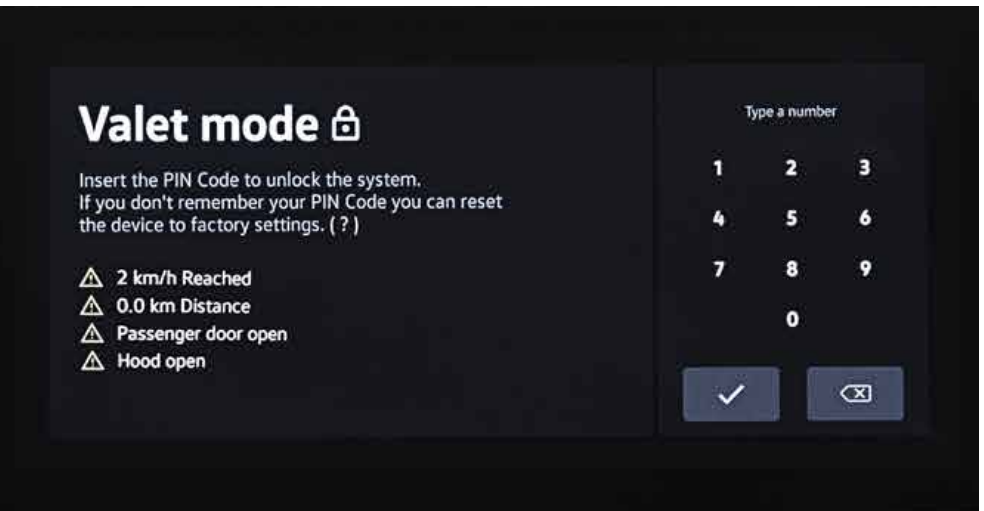 Valet mode
Insert the PIN Code to unlock the system.
If you don't remember your PIN Code you can reset
the device to factory settings. ( ? )
2 km/h Reached
0.0 km Distance
Passenger door open
Hood open
Type a number
1 2 3
4 5 6
7 8 9
0